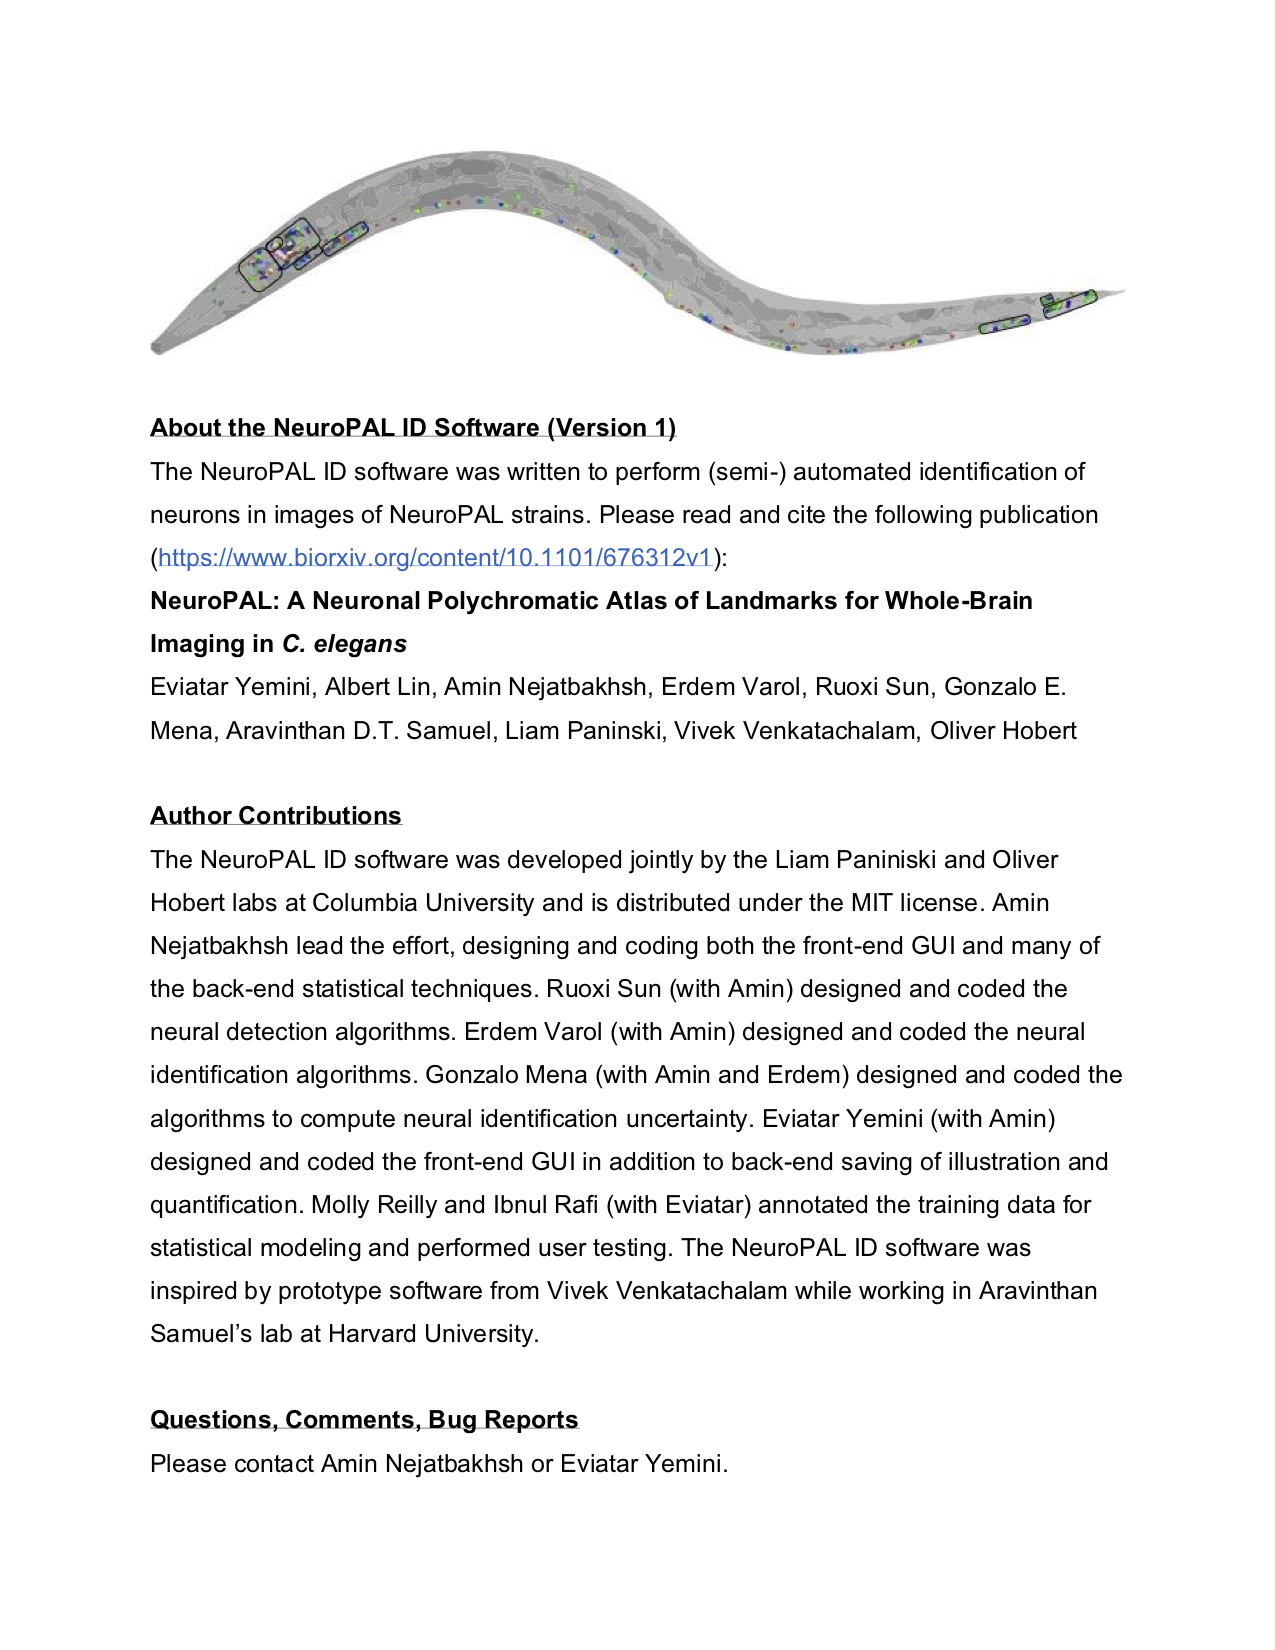 About the NeuroPAL ID Software (Version 1)
The NeuroPAL ID software was written to perform (semi-) automated identification of
neurons in images of NeuroPAL strains. Please read and cite the following publication
(https://www.biorxiv.org/content/10.1101/676312v1):
NeuroPAL: A Neuronal Polychromatic Atlas of Landmarks for Whole-Brain
Imaging in C. elegans
Eviatar Yemini, Albert Lin, Amin Nejatbakhsh, Erdem Varol, Ruoxi Sun, Gonzalo E.
Mena, Aravinthan D.T. Samuel, Liam Paninski, Vivek Venkatachalam, Oliver Hobert
Author Contributions
The NeuroPAL ID software was developed jointly by the Liam Paniniski and Oliver
Hobert labs at Columbia University and is distributed under the MIT license. Amin
Nejatbakhsh lead the effort, designing and coding both the front-end GUI and many of
the back-end statistical techniques. Ruoxi Sun (with Amin) designed and coded the
neural detection algorithms. Erdem Varol (with Amin) designed and coded the neural
identification algorithms. Gonzalo Mena (with Amin and Erdem) designed and coded the
algorithms to compute neural identification uncertainty. Eviatar Yemini (with Amin)
designed and coded the front-end GUI in addition to back-end saving of illustration and
quantification. Molly Reilly and Ibnul Rafi (with Eviatar) annotated the training data for
statistical modeling and performed user testing. The NeuroPAL ID software was
inspired by prototype software from Vivek Venkatachalam while working in Aravinthan
Samuel’s lab at Harvard University.
Questions, Comments, Bug Reports
Please contact Amin Nejatbakhsh or Eviatar Yemini.